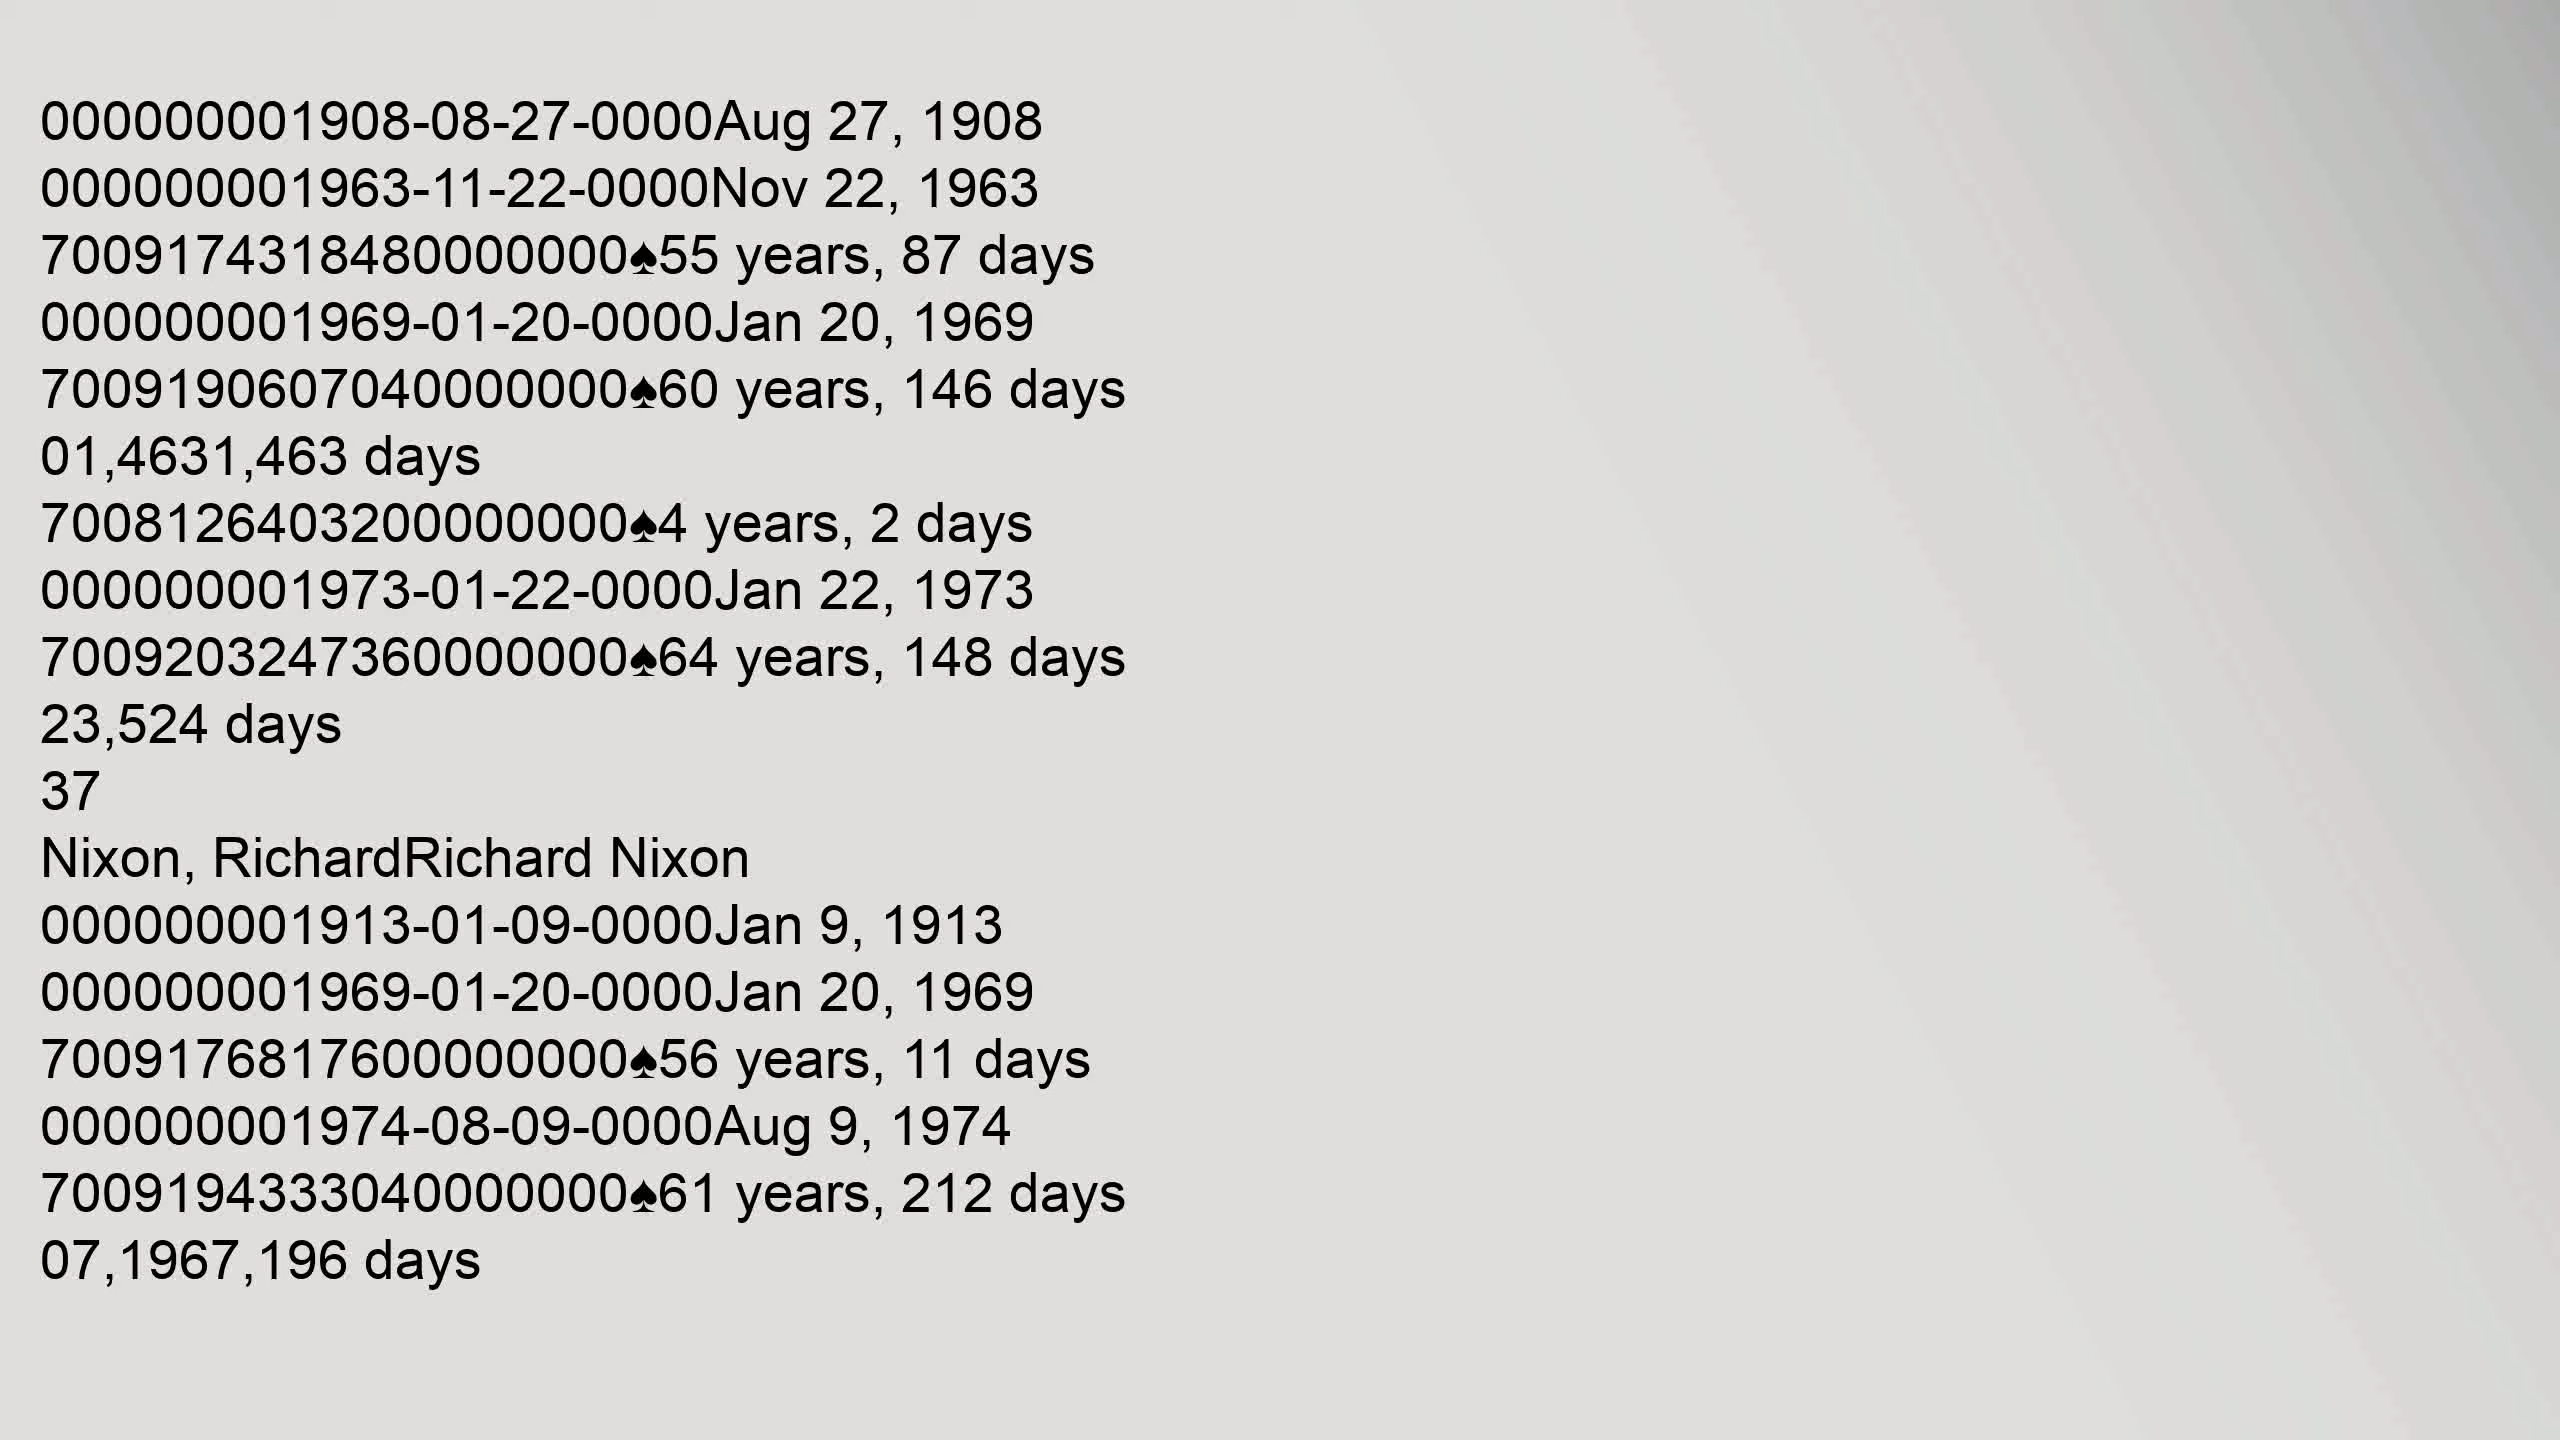 000000001908-08-27-0000Aug 27, 1908
000000001963-11-22-0000Nov 22, 1963
7009174318480000000♠55 years, 87 days
000000001969-01-20-0000Jan 20, 1969
7009190607040000000♠60 years, 146 days
01,4631,463 days
7008126403200000000♠4 years, 2 days
000000001973-01-22-0000Jan 22, 1973
7009203247360000000♠64 years, 148 days
23,524 days
37
Nixon, RichardRichard Nixon
000000001913-01-09-0000Jan 9, 1913
000000001969-01-20-0000Jan 20, 1969
7009176817600000000♠56 years, 11 days
000000001974-08-09-0000Aug 9, 1974
7009194333040000000♠61 years, 212 days
07,1967,196 days